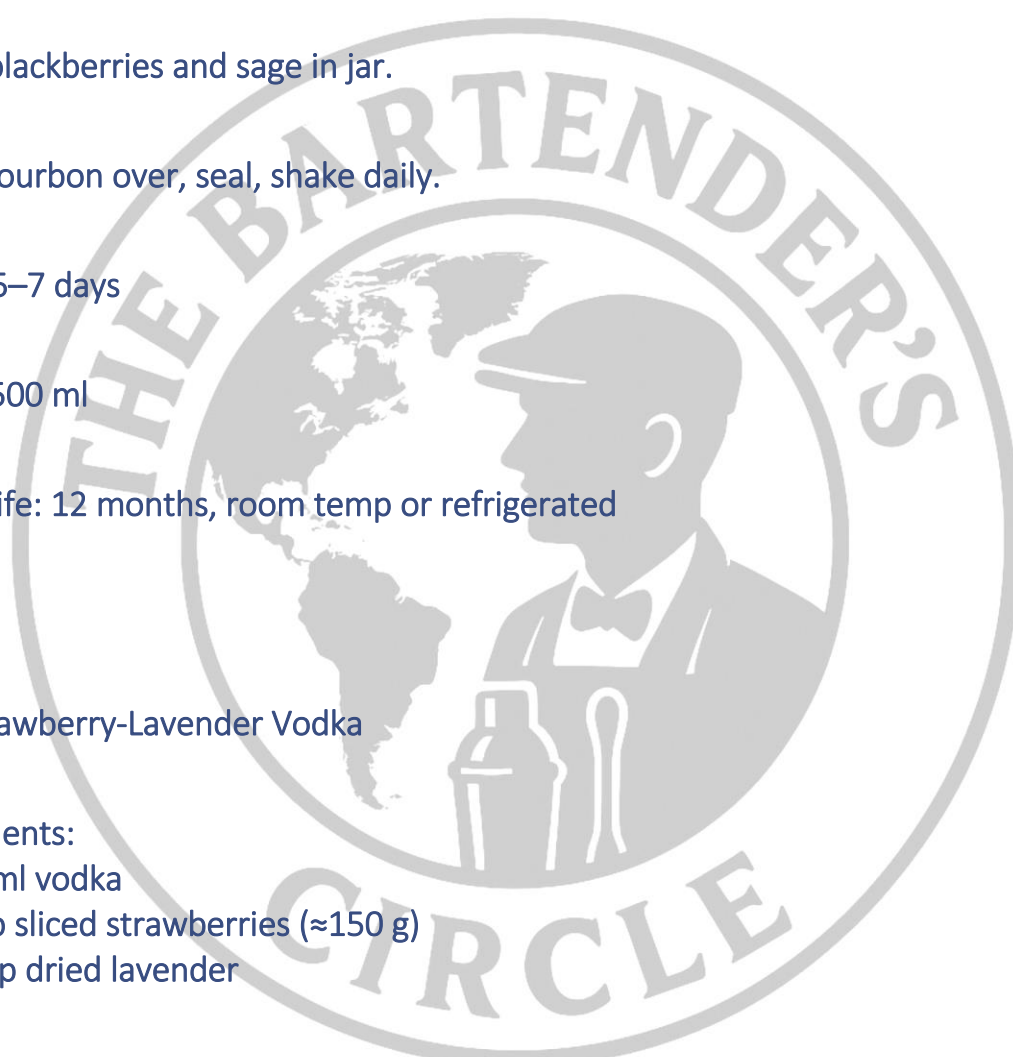 THE BARTENDER'S
blackberries and sage in jar.
ourbon over, seal, shake daily.
5–7 days
500 ml
ife: 12 months, room temp or refrigerated
awberry-Lavender Vodka
ents:
ml vodka
sliced strawberries (≈150 g)
p dried lavender
CIRCLE